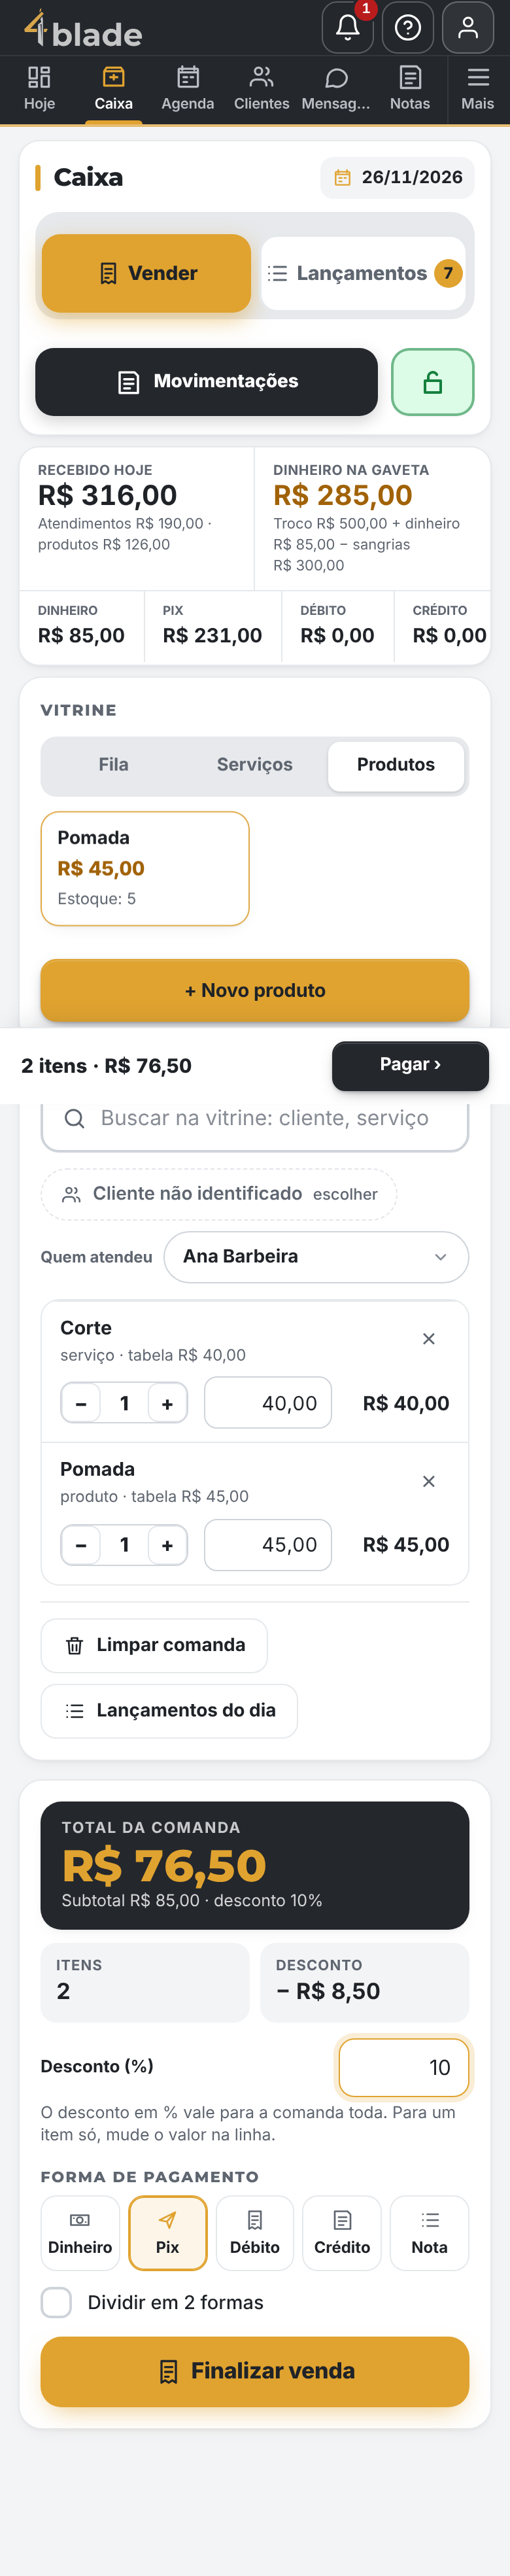 4blade
1
Hoje
Caixa
Agenda
Clientes
Mensag...
Notas
Mais
Caixa
26/11/2026
Vender
Lançamentos 7
Movimentações
RECEBIDO HOJE
R$ 316,00
Atendimentos R$ 190,00 ·
produtos R$ 126,00
DINHEIRO NA GAVETA
R$ 285,00
Troco R$ 500,00 + dinheiro
R$ 85,00 − sangrias
R$ 300,00
DINHEIRO
R$ 85,00
PIX
R$ 231,00
DÉBITO
R$ 0,00
CRÉDITO
R$ 0,00
VITRINE
Fila
Serviços
Produtos
Pomada
R$ 45,00
Estoque: 5
+ Novo produto
2 itens · R$ 76,50
Pagar ›
Buscar na vitrine: cliente, serviço
Cliente não identificado escolher
Quem atendeu
Ana Barbeira
Corte
serviço · tabela R$ 40,00
×
− 1 +
40,00
R$ 40,00
Pomada
produto · tabela R$ 45,00
×
− 1 +
45,00
R$ 45,00
Limpar comanda
Lançamentos do dia
TOTAL DA COMANDA
R$ 76,50
Subtotal R$ 85,00 · desconto 10%
ITENS
2
DESCONTO
− R$ 8,50
Desconto (%)
10
O desconto em % vale para a comanda toda. Para um
item só, mude o valor na linha.
FORMA DE PAGAMENTO
Dinheiro
Pix
Débito
Crédito
Nota
Dividir em 2 formas
Finalizar venda